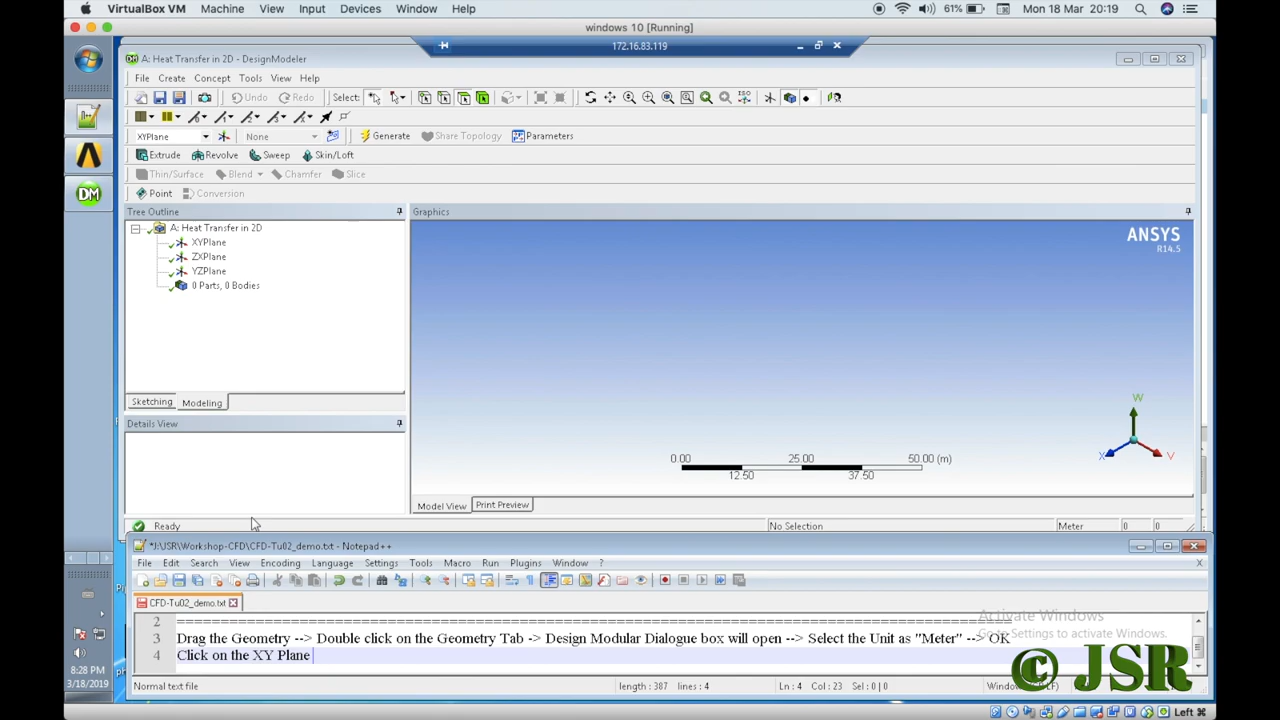 VirtualBox VM Machine View Input Devices Window Help 61% Mon 18 Mar 20:19
windows 10 [Running]
172.16.83.119
A: Heat Transfer in 2D - DesignModeler
File Create Concept Tools View Help
Undo Redo Select:
XYPlane None Generate Share Topology Parameters
Extrude Revolve Sweep Skin/Loft
Thin/Surface Blend Chamfer Slice
Point Conversion
Tree Outline
Graphics
A: Heat Transfer in 2D
XYPlane
ZXPlane
YZPlane
0 Parts, 0 Bodies
ANSYS
R14.5
Sketching Modeling
Details View
W
X
Y
0.00 25.00 50.00 (m)
12.50 37.50
Model View Print Preview
Ready No Selection Meter 0 0
*J:\JSR\Workshop-CFD\CFD-Tu02_demo.txt - Notepad++
File Edit Search View Encoding Language Settings Tools Macro Run Plugins Window ? X
CFD-Tu02_demo.txt
2 ====================================================================
3 Drag the Geometry --> Double click on the Geometry Tab -> Design Modular Dialogue box will open --> Select the Unit as "Meter" --> OK
4 Click on the XY Plane
Activate Windows
Go to Settings to activate Windows.
© JSR
Normal text file length : 387 lines : 4 Ln : 4 Col : 23 Sel : 0 | 0
8:28 PM
3/18/2019
Left ⌘